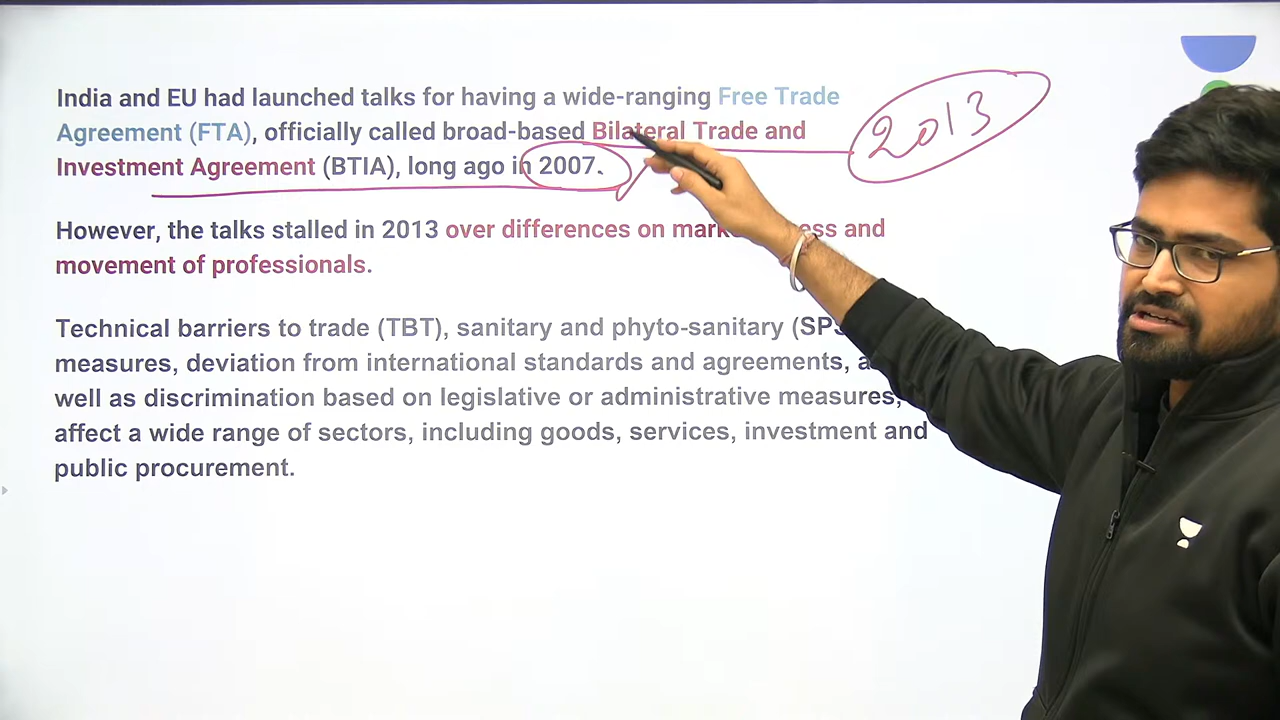 India and EU had launched talks for having a wide-ranging Free Trade
2013
Agreement (FTA), officially called broad-based Bilateral Trade and
Investment Agreement (BTIA), long ago in 2007.
However, the talks stalled in 2013 over differences on and
movement of professionals.
Technical barriers to trade (TBT), sanitary and phyto-sanitary
measures, deviation from international standards and agreements,
well as discrimination based on legislative or administrative measures,
affect a wide range of sectors, including goods, services, investment and
public procurement.